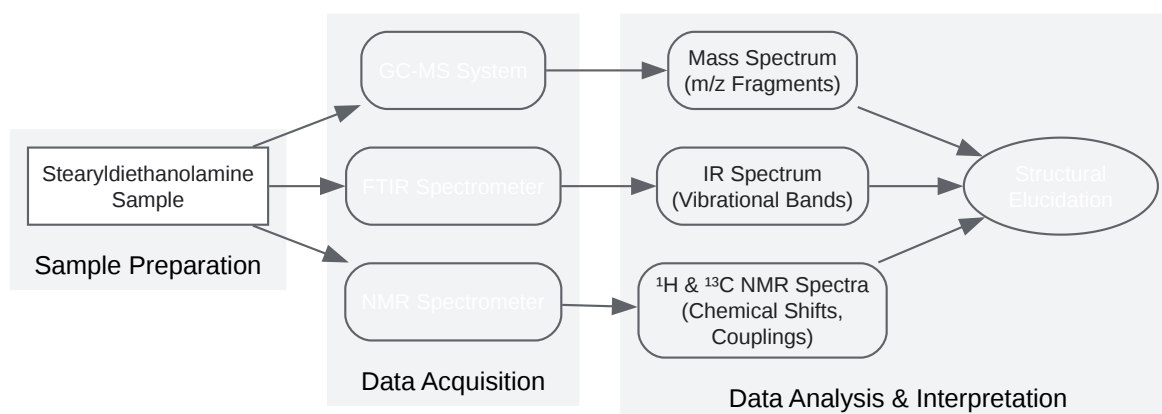 Stearyldiethanolamine
Sample
Sample Preparation
GC-MS System
FTIR Spectrometer
NMR Spectrometer
Data Acquisition
Mass Spectrum
(m/z Fragments)
IR Spectrum
(Vibrational Bands)
¹H & ¹³C NMR Spectra
(Chemical Shifts,
Couplings)
Structural
Elucidation
Data Analysis & Interpretation